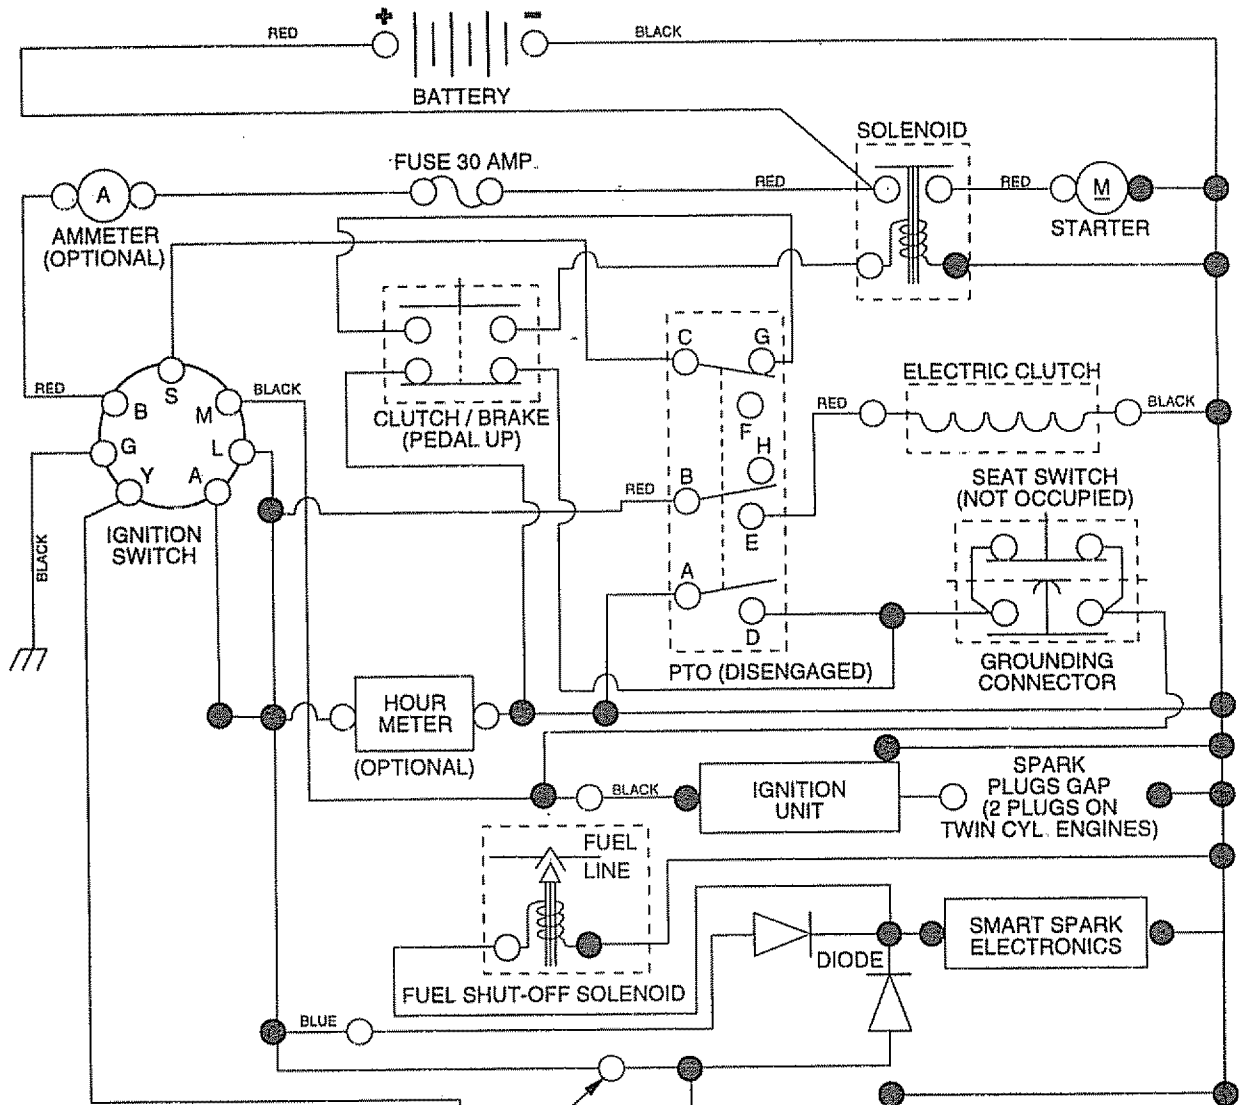 + −
RED
BLACK
BATTERY
SOLENOID
FUSE 30 AMP.
A
RED
RED
M
AMMETER
(OPTIONAL)
STARTER
C G
S
RED
BLACK
ELECTRIC CLUTCH
B M
CLUTCH / BRAKE
(PEDAL UP)
RED
BLACK
F
G L
H
Y A
SEAT SWITCH
(NOT OCCUPIED)
B
RED
IGNITION
SWITCH
E
BLACK
A
D
GROUNDING
CONNECTOR
PTO (DISENGAGED)
HOUR
METER
(OPTIONAL)
BLACK
IGNITION
UNIT
SPARK
PLUGS GAP
(2 PLUGS ON
TWIN CYL. ENGINES)
FUEL
LINE
SMART SPARK
ELECTRONICS
DIODE
FUEL SHUT-OFF SOLENOID
BLUE